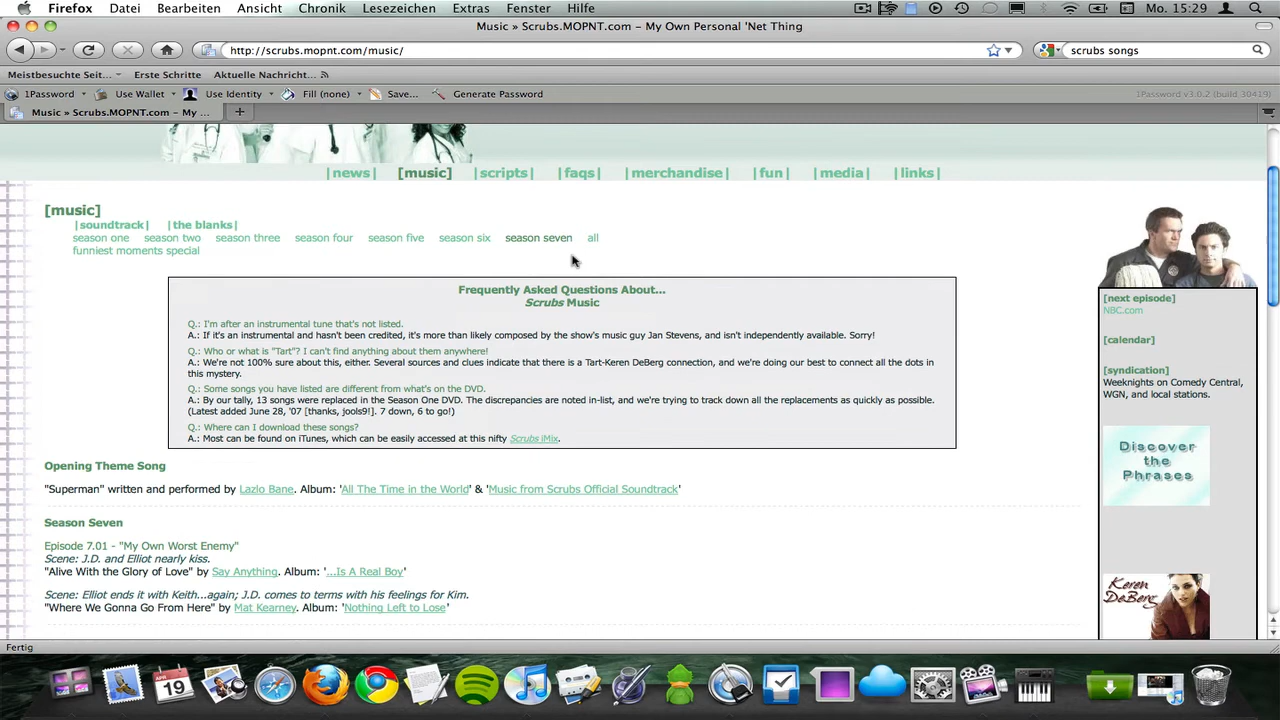 Firefox Datei Bearbeiten Ansicht Chronik Lesezeichen Extras Fenster Hilfe Mo. 15:29
Music » Scrubs.MOPNT.com - My Own Personal 'Net Thing
http://scrubs.mopnt.com/music/ scrubs songs
Meistbesuchte Seit... Erste Schritte Aktuelle Nachricht...
1Password Use Wallet Use Identity Fill (none) Save... Generate Password 1Password v3.0.2 (build 30419)
Music » Scrubs.MOPNT.com - My ...
|news| [music] |scripts| |faqs| |merchandise| |fun| |media| |links|
[music]
|soundtrack| |the blanks|
season one season two season three season four season five season six season seven all
funniest moments special
Frequently Asked Questions About...
Scrubs Music
Q.: I'm after an instrumental tune that's not listed.
A.: If it's an instrumental and hasn't been credited, it's more than likely composed by the show's music guy Jan Stevens, and isn't independently available. Sorry!
Q.: Who or what is "Tart"? I can't find anything about them anywhere!
A.: We're not 100% sure about this, either. Several sources and clues indicate that there is a Tart-Keren DeBerg connection, and we're doing our best to connect all the dots in
this mystery.
Q.: Some songs you have listed are different from what's on the DVD.
A.: By our tally, 13 songs were replaced in the Season One DVD. The discrepancies are noted in-list, and we're trying to track down all the replacements as quickly as possible.
(Latest added June 28, '07 [thanks, jools9!]. 7 down, 6 to go!)
Q.: Where can I download these songs?
A.: Most can be found on iTunes, which can be easily accessed at this nifty Scrubs iMix.
Opening Theme Song
"Superman" written and performed by Lazlo Bane. Album: 'All The Time in the World' & 'Music from Scrubs Official Soundtrack'
Season Seven
Episode 7.01 - "My Own Worst Enemy"
Scene: J.D. and Elliot nearly kiss.
"Alive With the Glory of Love" by Say Anything. Album: '...Is A Real Boy'
Scene: Elliot ends it with Keith...again; J.D. comes to terms with his feelings for Kim.
"Where We Gonna Go From Here" by Mat Kearney. Album: 'Nothing Left to Lose'
[next episode]
NBC.com
[calendar]
[syndication]
Weeknights on Comedy Central,
WGN, and local stations.
Discover
the
Phrases
Keren
DeBerg
Fertig
APR
19